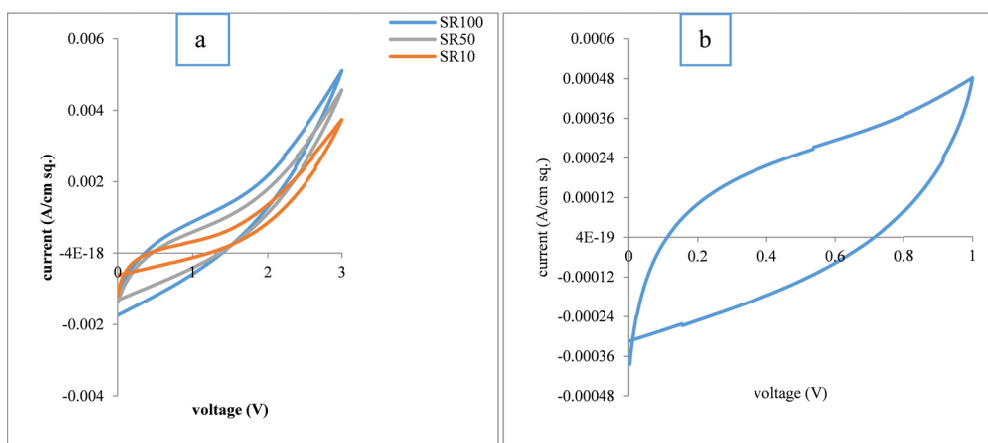 a
SR100
SR50
SR10
0.006
0.004
0.002
-4E-18
-0.002
-0.004
0
1
2
3
current (A/cm sq.)
voltage (V)
b
0.0006
0.00048
0.00036
0.00024
0.00012
4E-19
-0.00012
-0.00024
-0.00036
-0.00048
0
0.2
0.4
0.6
0.8
1
current (A/cm sq.)
voltage (V)